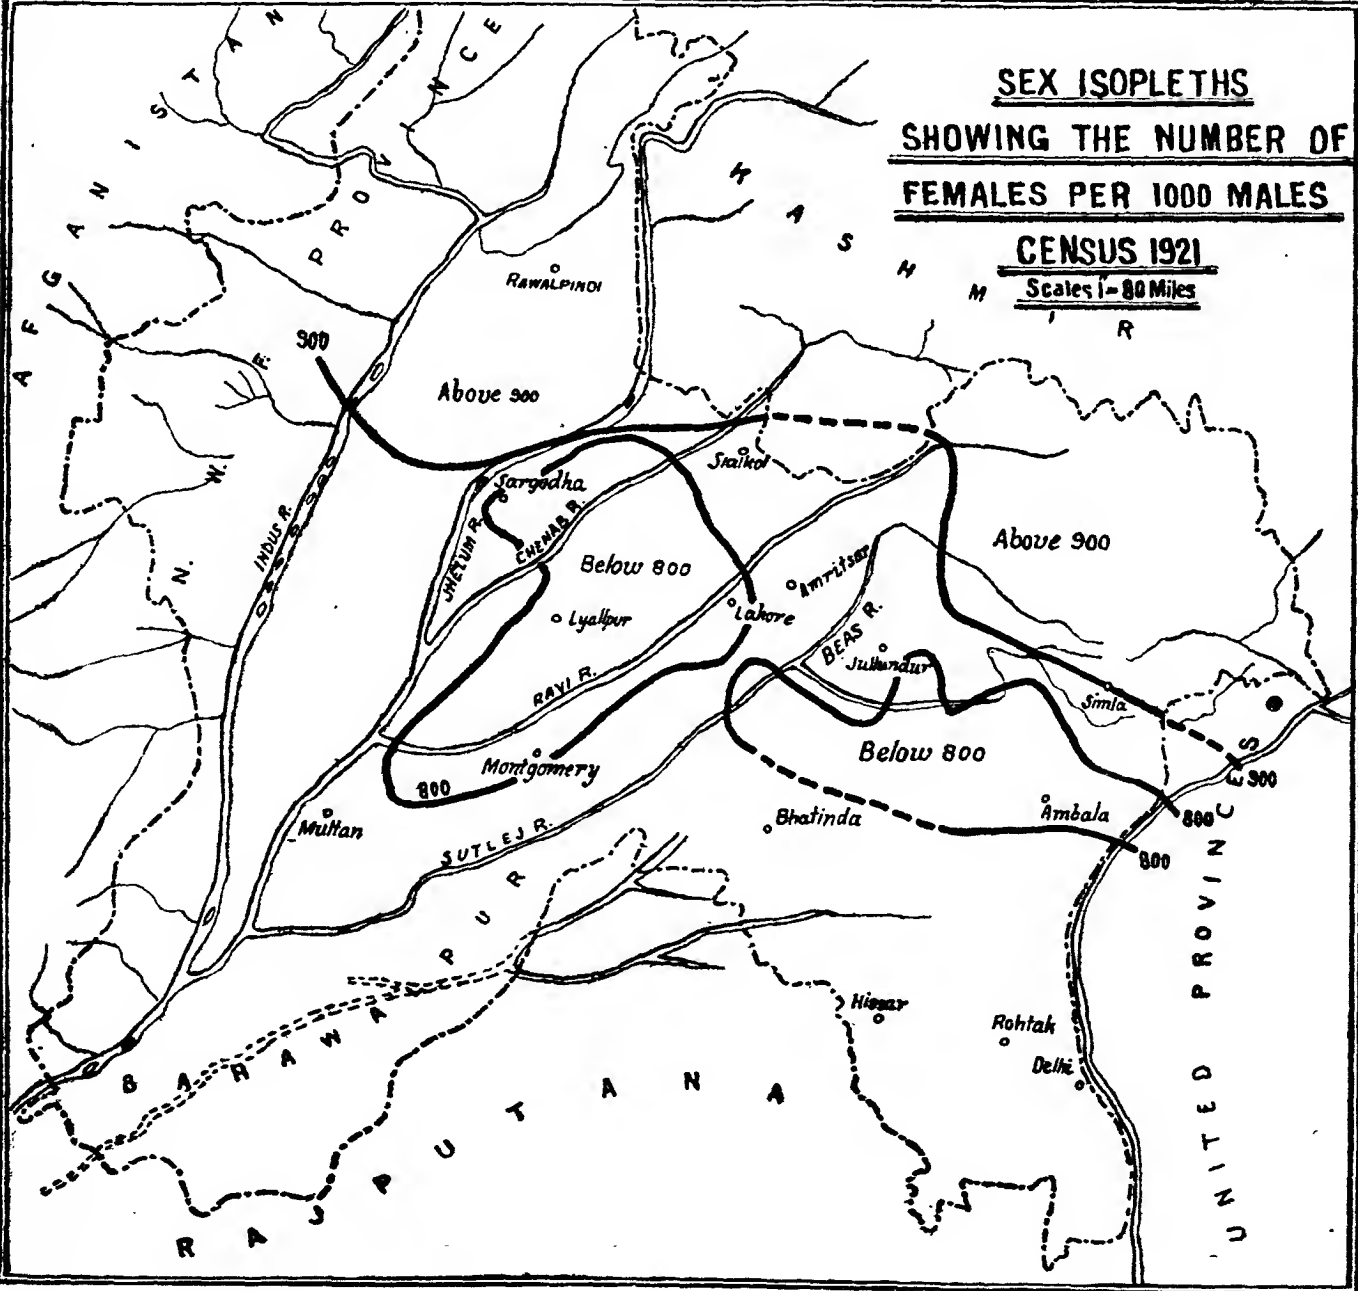 SEX ISOPLETHS
SHOWING THE NUMBER OF
FEMALES PER 1000 MALES
CENSUS 1921
Scales 1"=80 Miles
AFGANISTAN
N. W. F. PROVINCE
KASHMIR
RAWALPINDI
900
Above 900
Sialkot
Sargodha
JHELUM R.
CHENAB R.
INDUS R.
Above 900
Below 800
Amritsar
Lyallpur
Lahore
BEAS R.
Jullundur
RAVI R.
Simla
Below 800
Montgomery
800
900
Multan
Bhatinda
Ambala
800
SUTLEJ R.
800
BAHAWAPUR
Hissar
Rohtak
Delhi
RAJPUTANA
UNITED PROVINCES